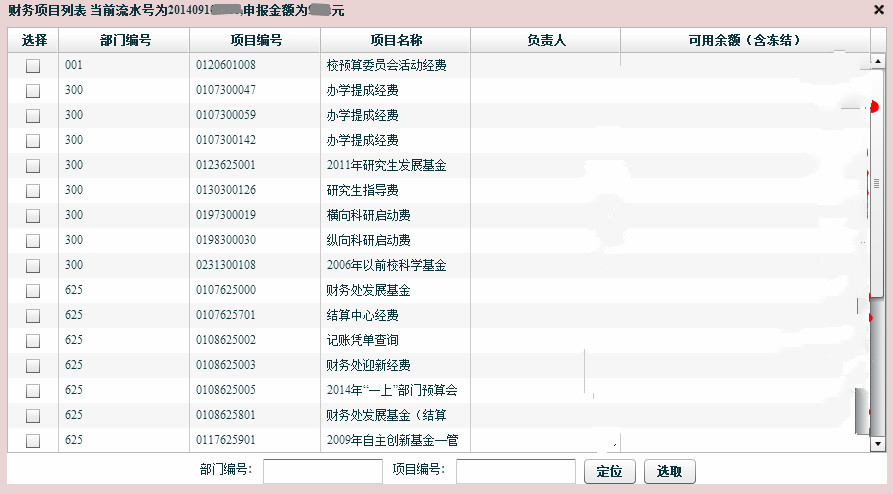 财务项目列表 当前流水号为2014091 申报金额为 元
选择 部门编号 项目编号 项目名称 负责人 可用余额（含冻结）
001 0120601008 校预算委员会活动经费
300 0107300047 办学提成经费
300 0107300059 办学提成经费
300 0107300142 办学提成经费
300 0123625001 2011年研究生发展基金
300 0130300126 研究生指导费
300 0197300019 横向科研启动费
300 0198300030 纵向科研启动费
300 0231300108 2006年以前校科学基金
625 0107625000 财务处发展基金
625 0107625701 结算中心经费
625 0108625002 记账凭单查询
625 0108625003 财务处迎新经费
625 0108625005 2014年“一上”部门预算会
625 0108625801 财务处发展基金（结算
625 0117625901 2009年自主创新基金—管
部门编号: 项目编号: 定位 选取